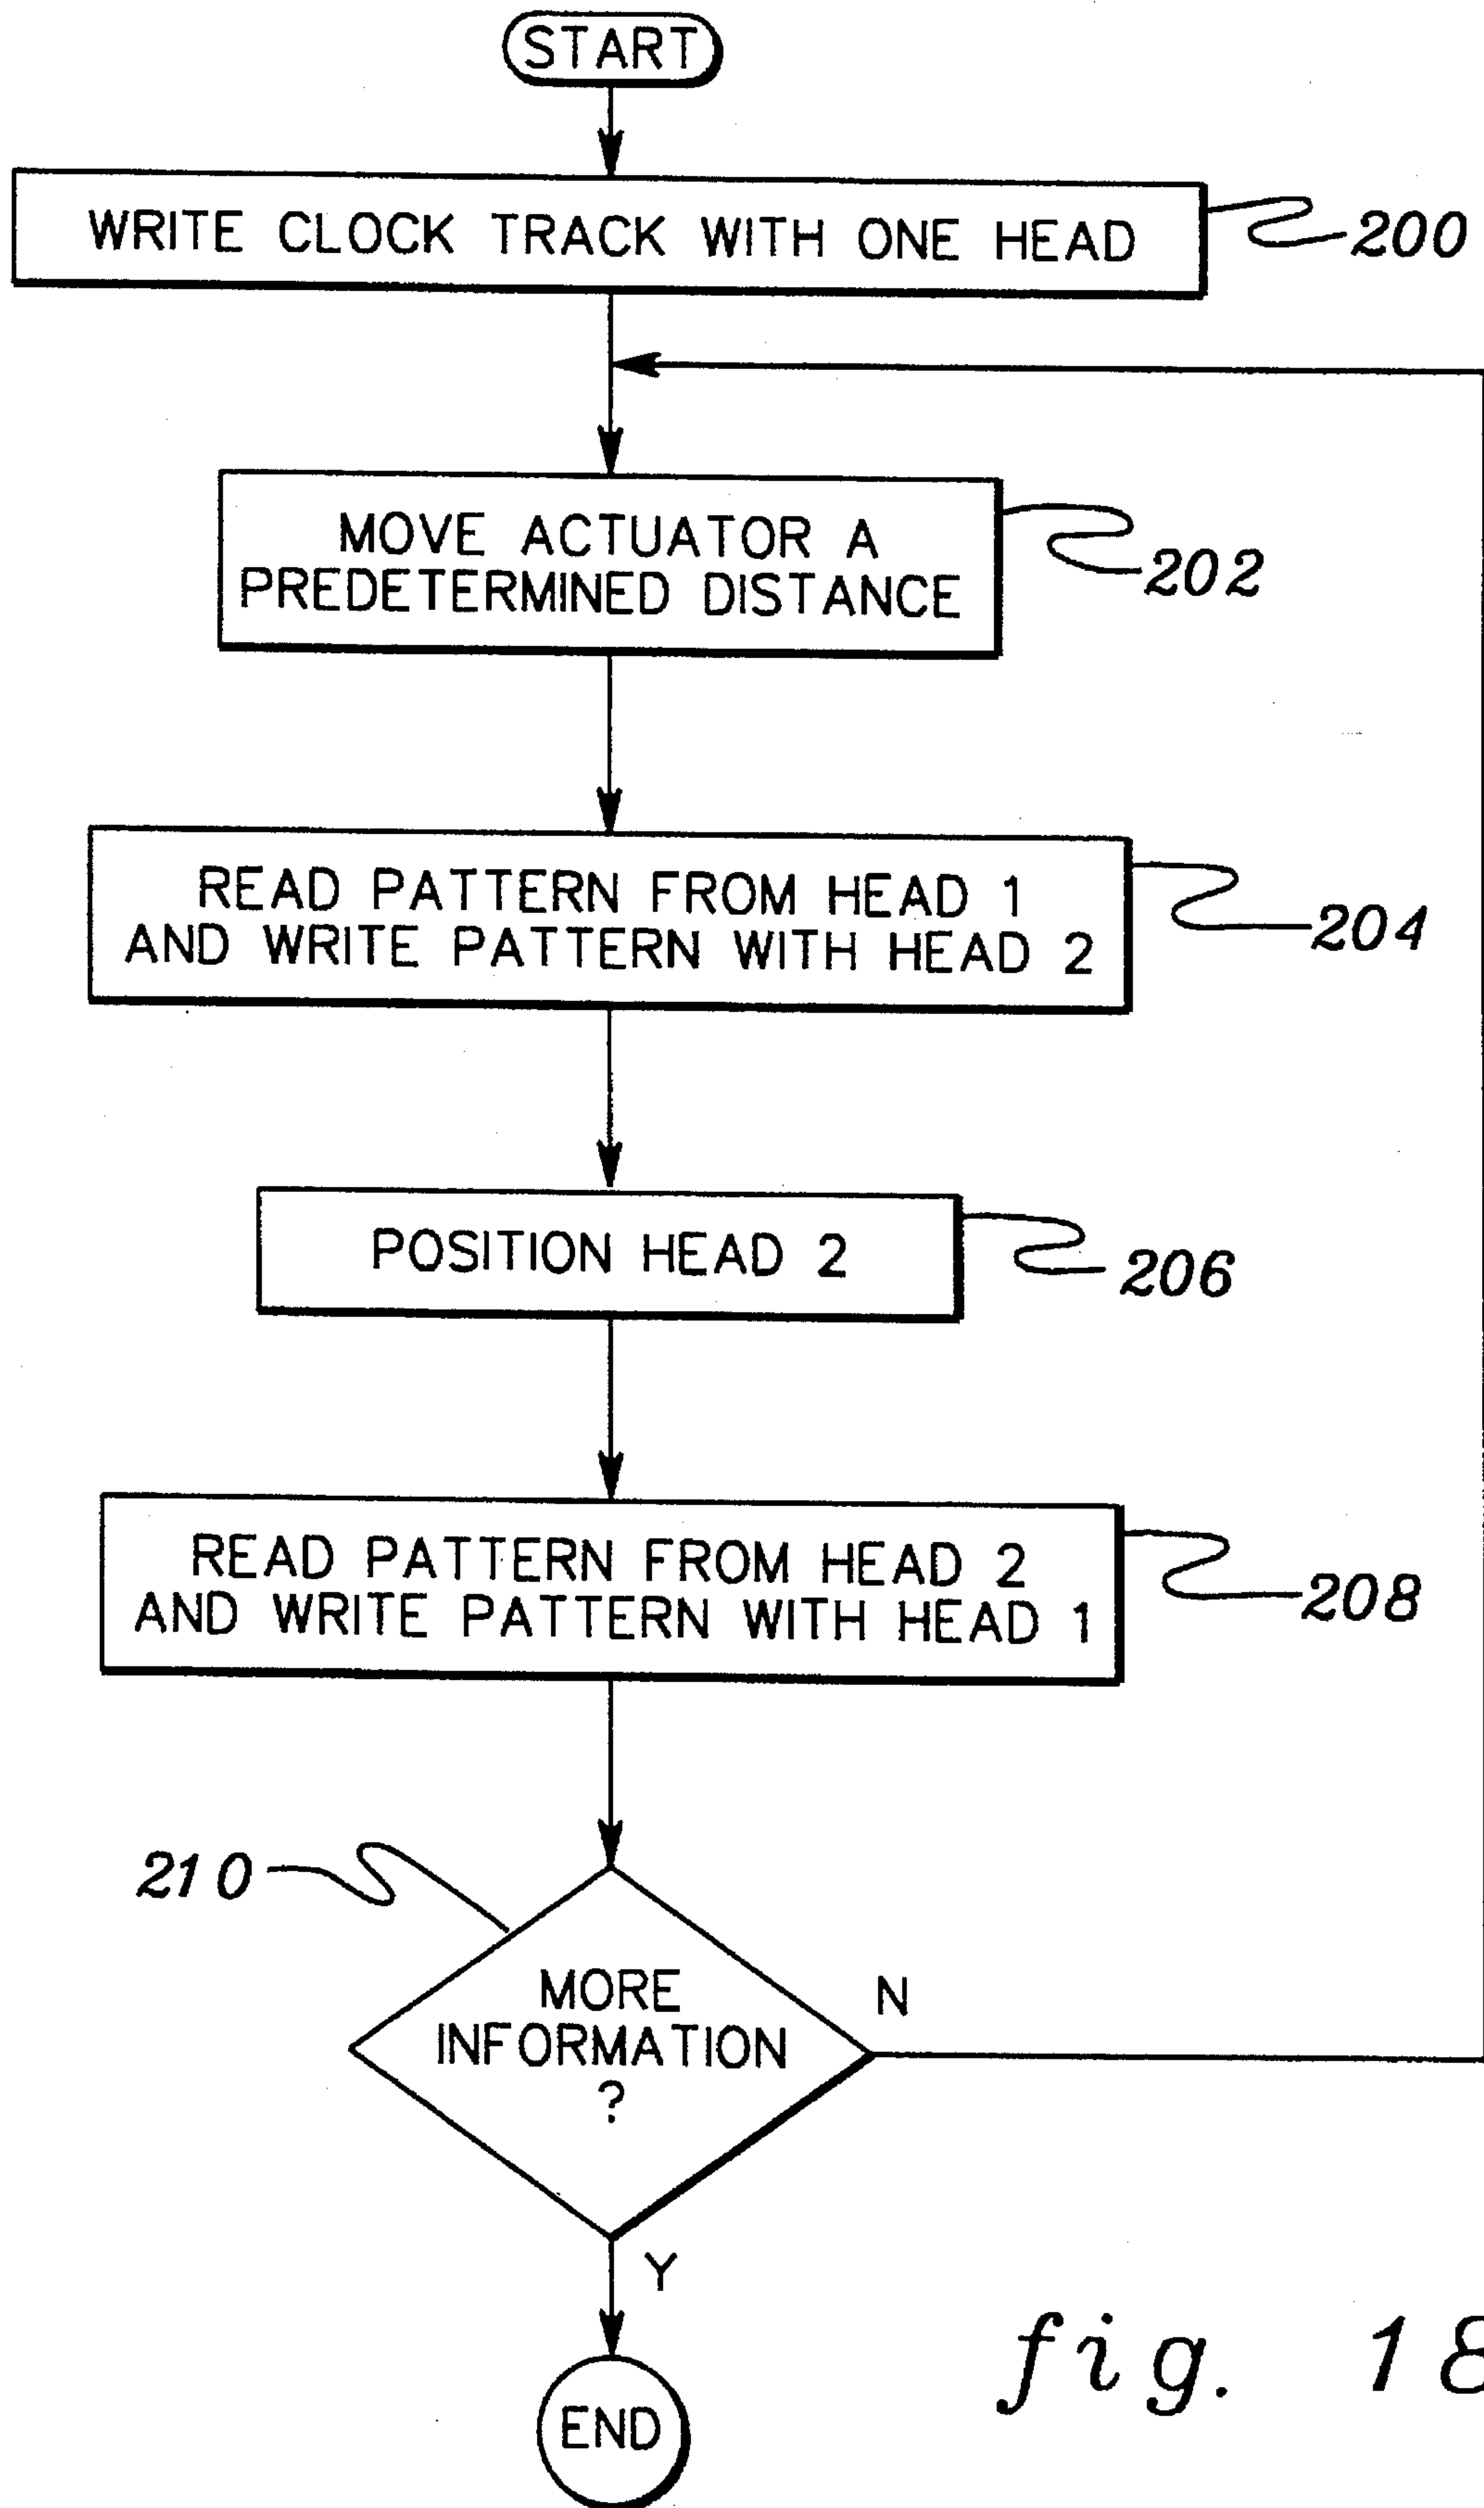 START
WRITE CLOCK TRACK WITH ONE HEAD
200
MOVE ACTUATOR A
PREDETERMINED DISTANCE
202
READ PATTERN FROM HEAD 1
AND WRITE PATTERN WITH HEAD 2
204
POSITION HEAD 2
206
READ PATTERN FROM HEAD 2
AND WRITE PATTERN WITH HEAD 1
208
210
MORE
INFORMATION
?
N
Y
END
fig. 18